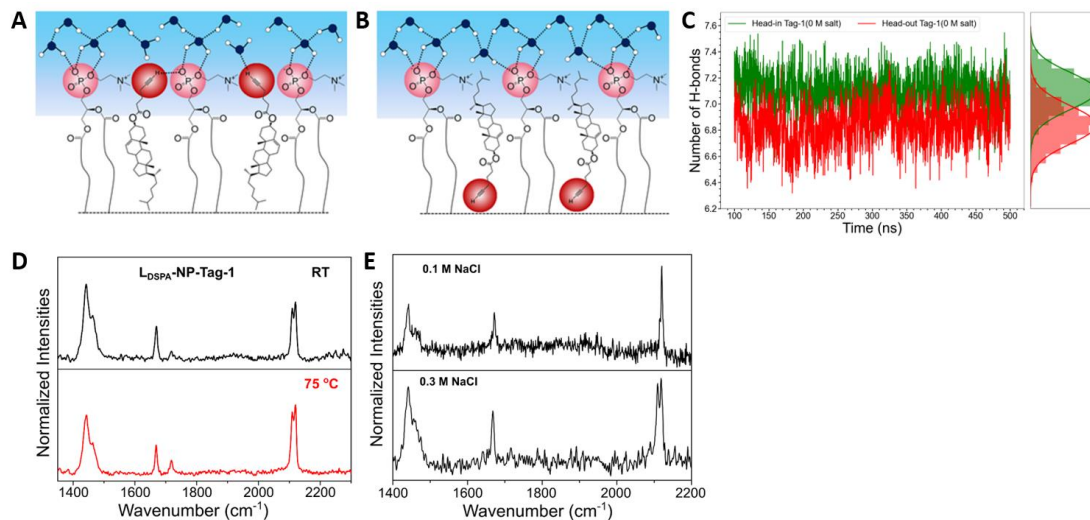 A
B
C
Head-in Tag-1(0 M salt)
Head-out Tag-1(0 M salt)
Number of H-bonds
7.6
7.4
7.2
7.0
6.8
6.6
6.4
6.2
100 150 200 250 300 350 400 450 500
Time (ns)
D
L_DSPA-NP-Tag-1
RT
75 °C
Normalized Intensities
1400 1600 1800 2000 2200
Wavenumber (cm⁻¹)
E
0.1 M NaCl
0.3 M NaCl
Normalized Intensities
1400 1600 1800 2000 2200
Wavenumber (cm⁻¹)